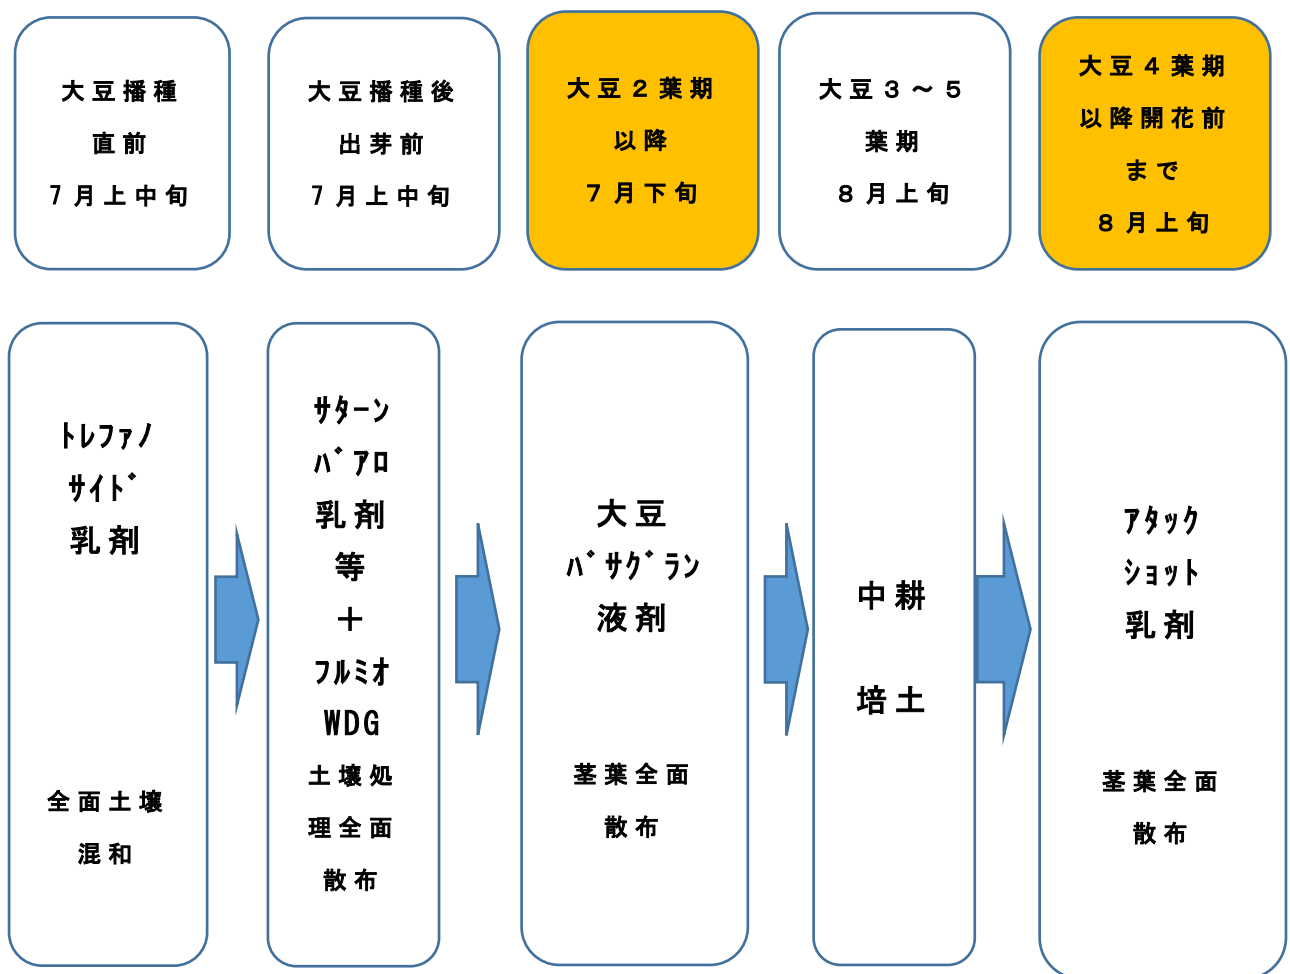 大豆播種
直前
7月上中旬
大豆播種後
出芽前
7月上中旬
大豆２葉期
以降
７月下旬
大豆３～５
葉期
８月上旬
大豆４葉期
以降開花前
まで
８月上旬
ﾄﾚﾌｧﾉ
ｻｲﾄﾞ
乳剤
全面土壌
混和
ｻﾀｰﾝ
ﾊﾞｱﾛ
乳剤
等
＋
ﾌﾙﾐｵ
WDG
土壌処
理全面
散布
大豆
ﾊﾞｻｸﾞﾗﾝ
液剤
茎葉全面
散布
中耕
培土
ｱﾀｯｸ
ｼｮｯﾄ
乳剤
茎葉全面
散布